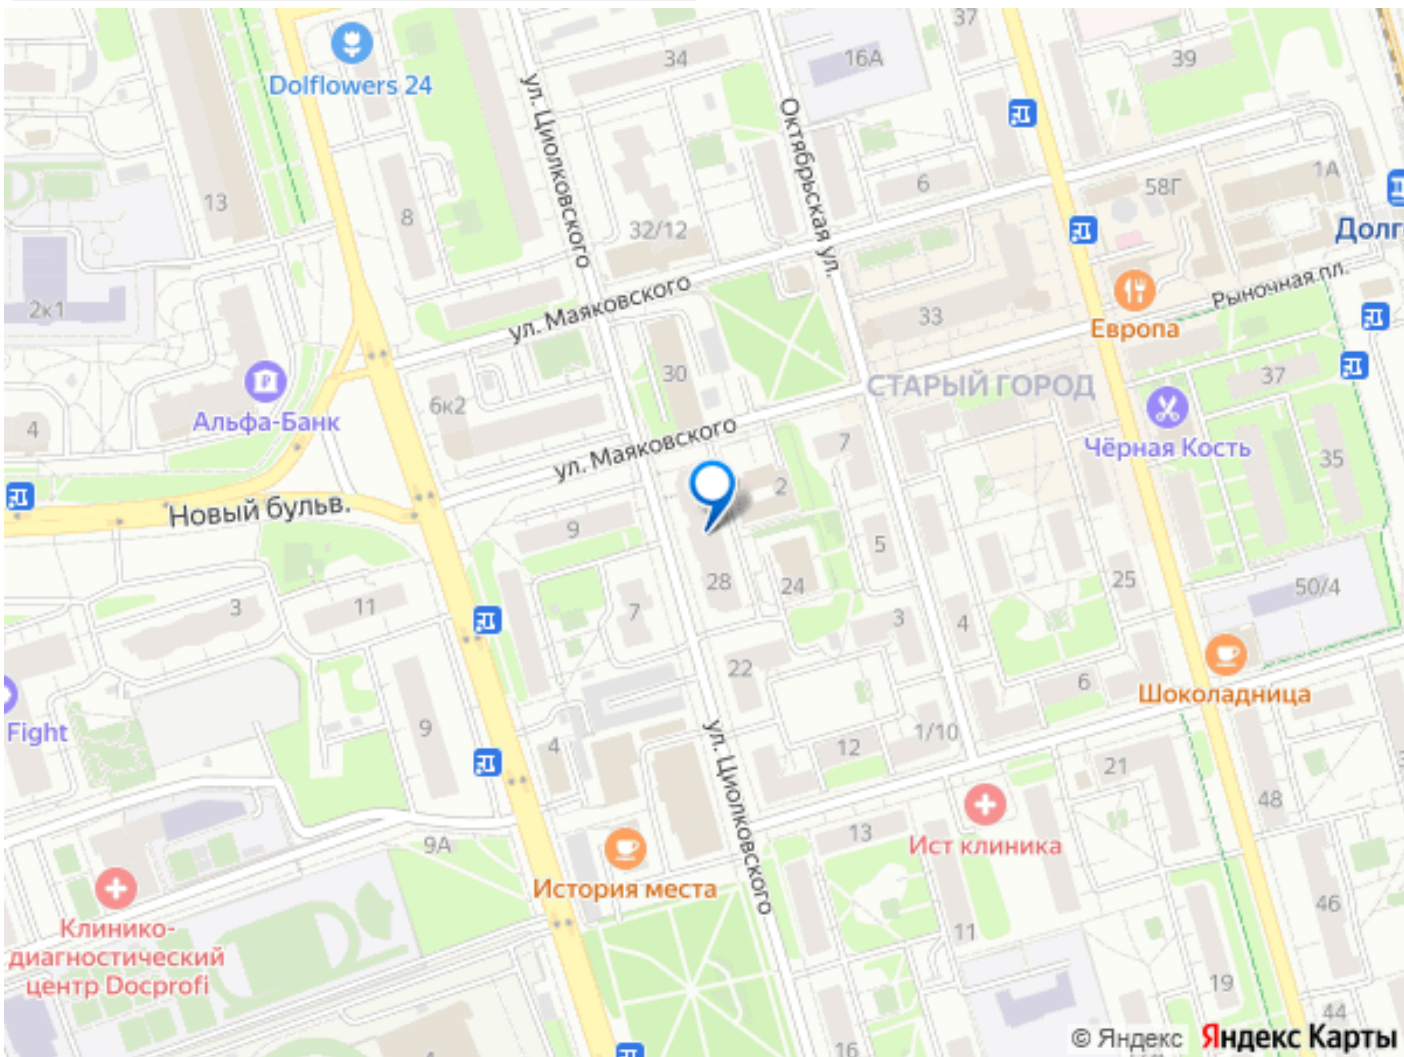 37
34
16А
39
Dolflowers 24
ул. Циолковского
Октябрьская ул.
13
8
6
58Г
1А
32/12
Долг
2к1
ул. Маяковского
33
Рыночная пл.
Европа
30
СТАРЫЙ ГОРОД
37
Альфа-Банк
6к2
4
ул. Маяковского
7
Чёрная Кость
35
Новый бульв.
2
9
5
28
24
25
50/4
3
11
7
3
4
22
6
Шоколадница
Fight
9
4
ул. Циолковского
12
1/10
21
48
9А
13
Ист клиника
История места
Клинико-
диагностический
центр Docprofi
11
46
19
44
16
4
© Яндекс Яндекс Карты